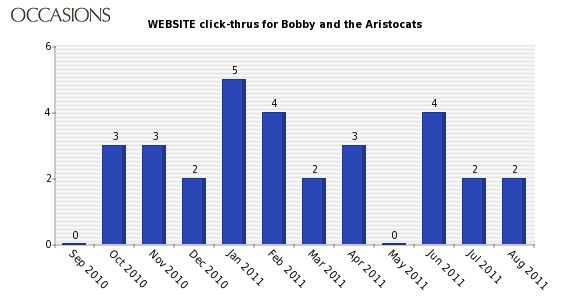 OCCASIONS
WEBSITE click-thrus for Bobby and the Aristocats
6
4
2
0
0
3
3
2
5
4
2
3
0
4
2
2
Sep 2010
Oct 2010
Nov 2010
Dec 2010
Jan 2011
Feb 2011
Mar 2011
Apr 2011
May 2011
Jun 2011
Jul 2011
Aug 2011